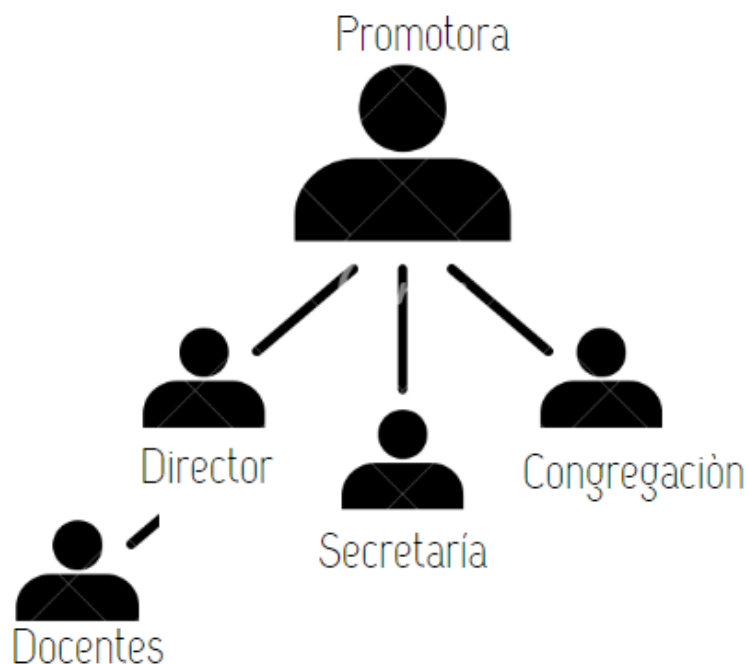 Promotora
Director
Congregaciòn
Secretaría
Docentes